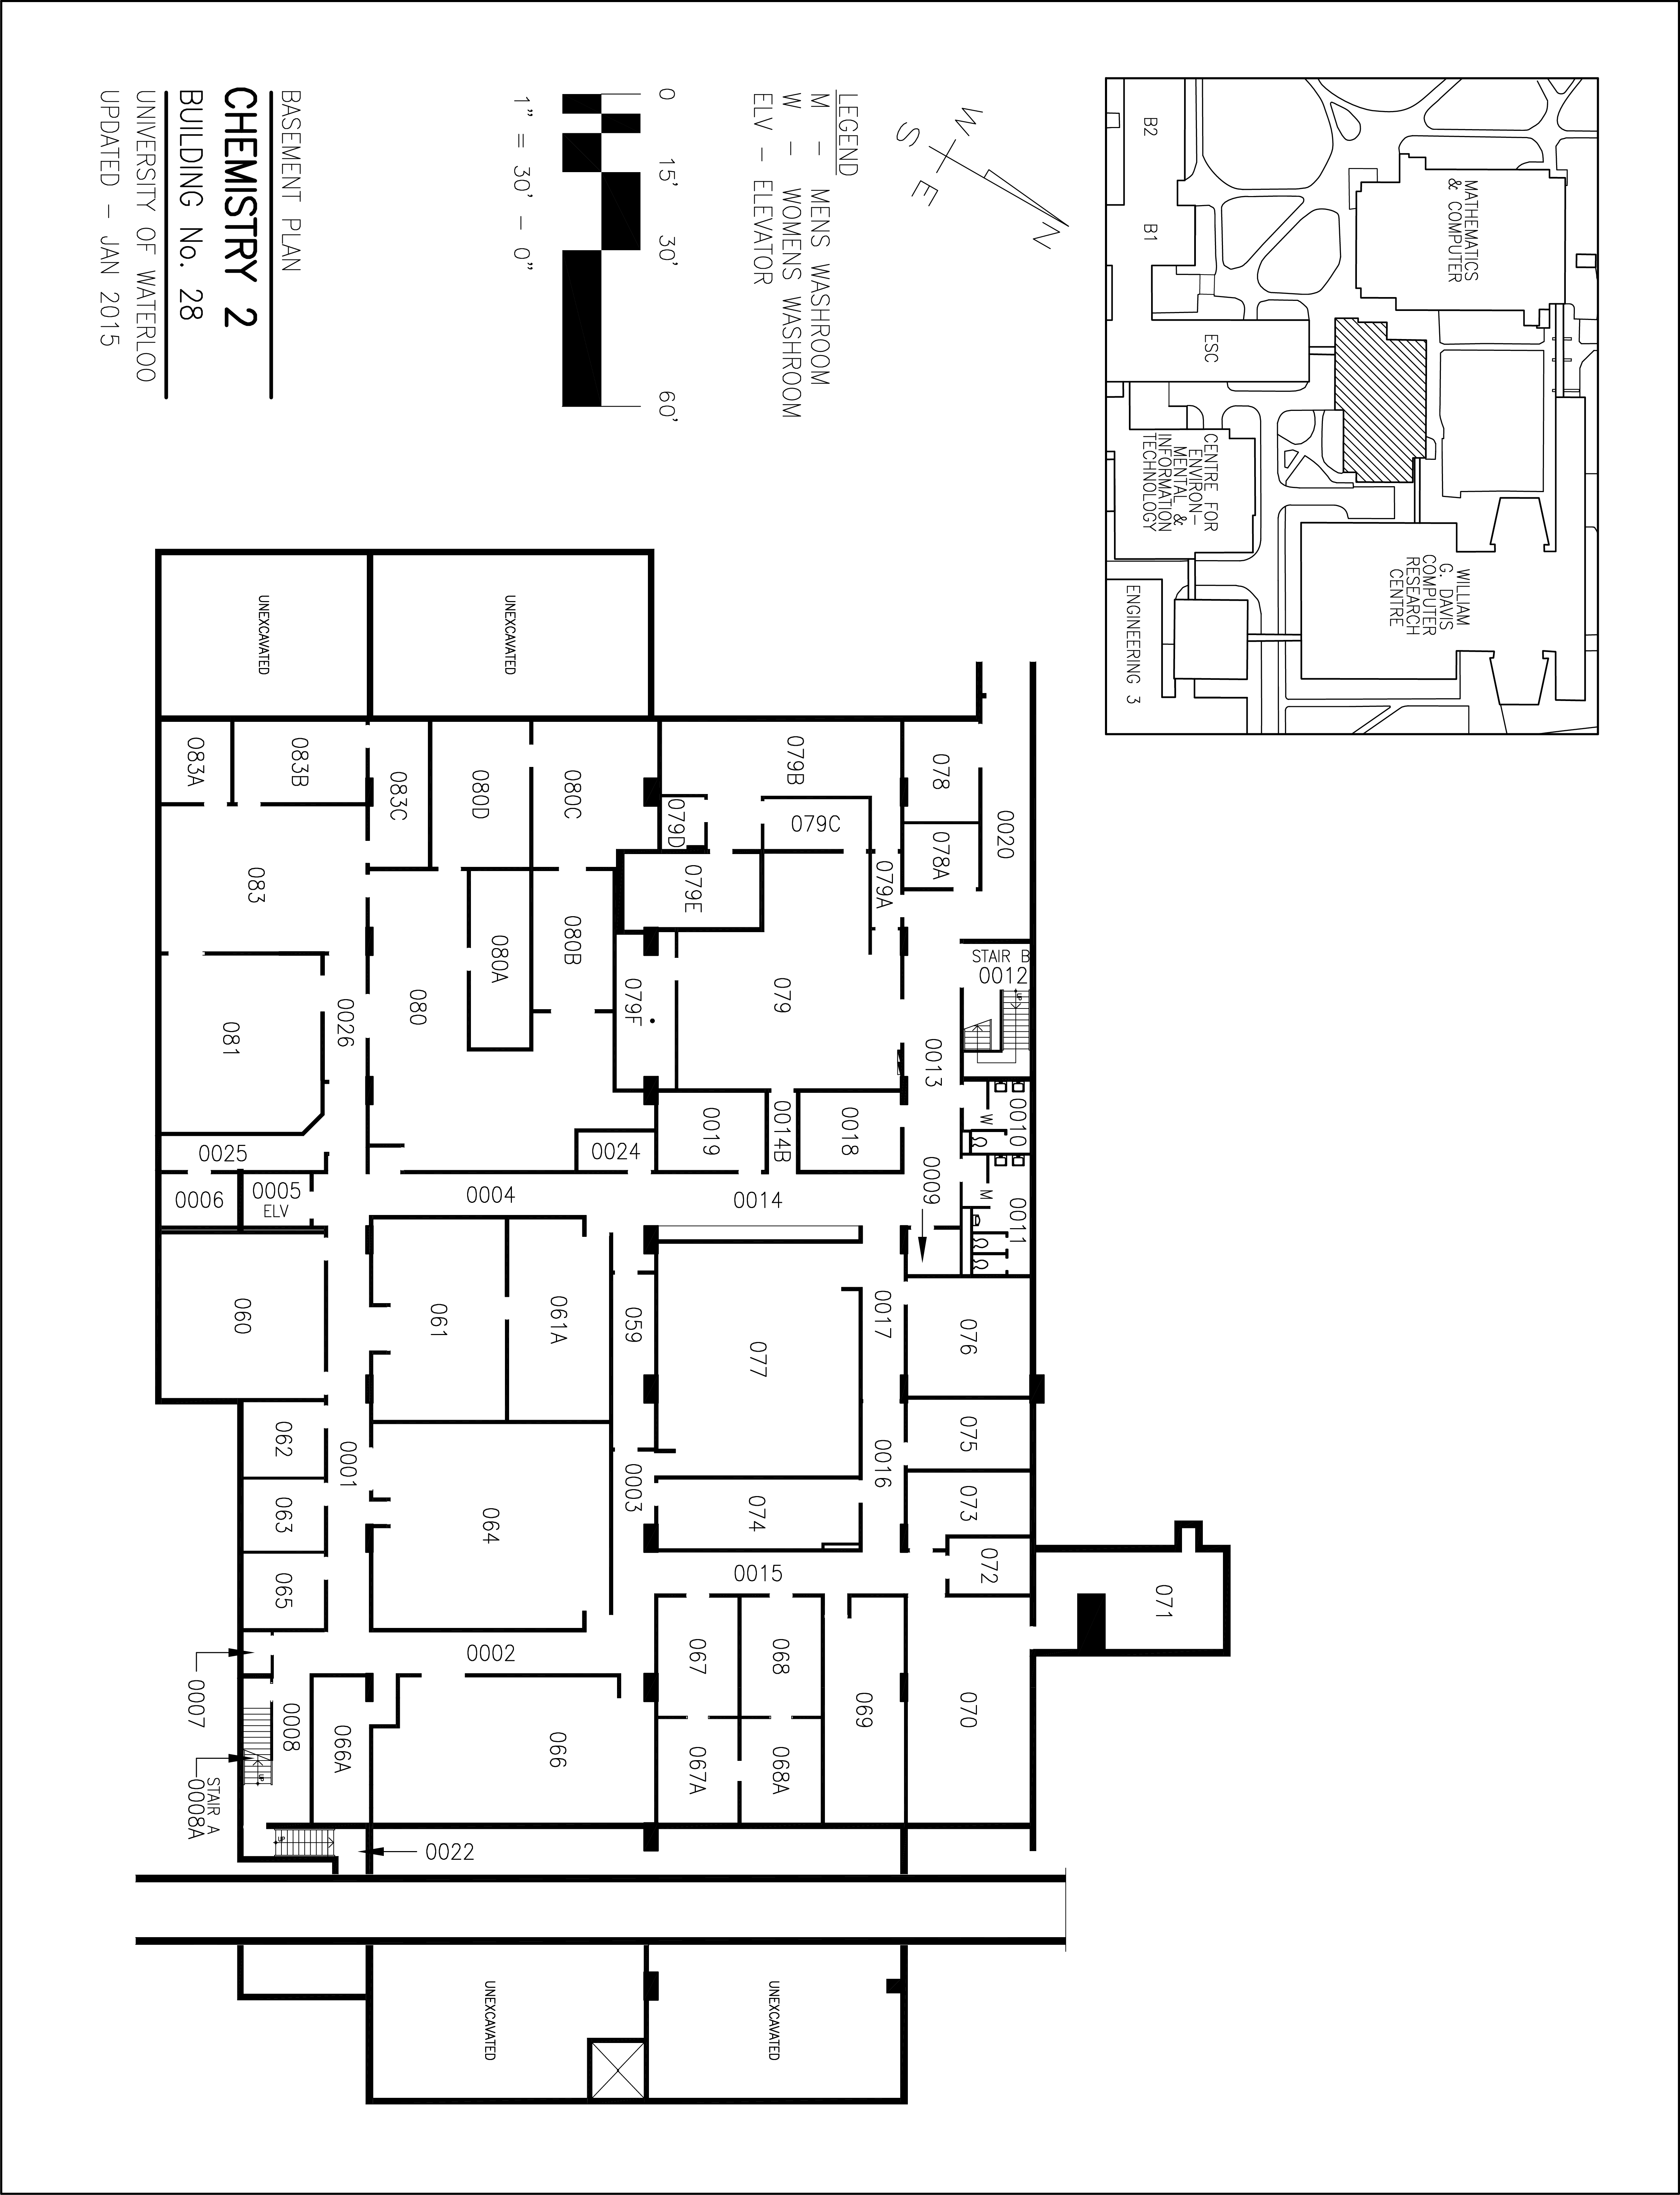 BASEMENT PLAN
CHEMISTRY 2
BUILDING No. 28
UNIVERSITY OF WATERLOO
UPDATED - JAN 2015
0
15'
30'
60'
1" = 30' - 0"
LEGEND
M - MENS WASHROOM
W - WOMENS WASHROOM
ELV - ELEVATOR
W
S
E
N
B2
B1
ESC
MATHEMATICS
& COMPUTER
CENTRE FOR
ENVIRON-
MENTAL &
INFORMATION
TECHNOLOGY
WILLIAM
G. DAVIS
COMPUTER
RESEARCH
CENTRE
ENGINEERING 3
UNEXCAVATED
UNEXCAVATED
083A
083B
083C
080D
080C
079B
079D
079C
078
078A
0020
083
080A
080B
079E
079A
STAIR B
0012
UP
081
0026
080
079F
079
0013
0010
W
0025
0024
0019
0014B
0018
0006
0005
ELV
0004
0014
0009
M
0011
060
061
061A
059
077
0017
076
062
0001
0003
0016
075
063
064
074
073
065
0015
072
071
0007
0002
067
068
069
070
0008
066A
066
067A
068A
UP
STAIR A
0008A
UP
0022
UNEXCAVATED
UNEXCAVATED